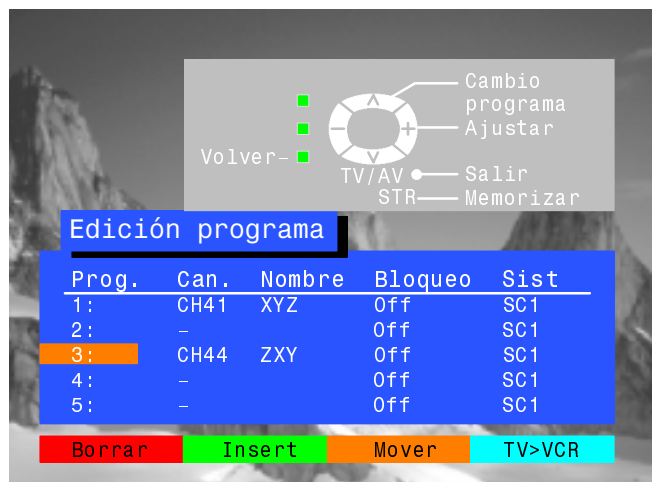 Cambio
programa
Ajustar
Volver–
TV/AV
Salir
STR
Memorizar
Edición programa
Prog. Can. Nombre Bloqueo Sist
1: CH41 XYZ Off SC1
2: – Off SC1
3: CH44 ZXY Off SC1
4: – Off SC1
5: – Off SC1
Borrar Insert Mover TV>VCR